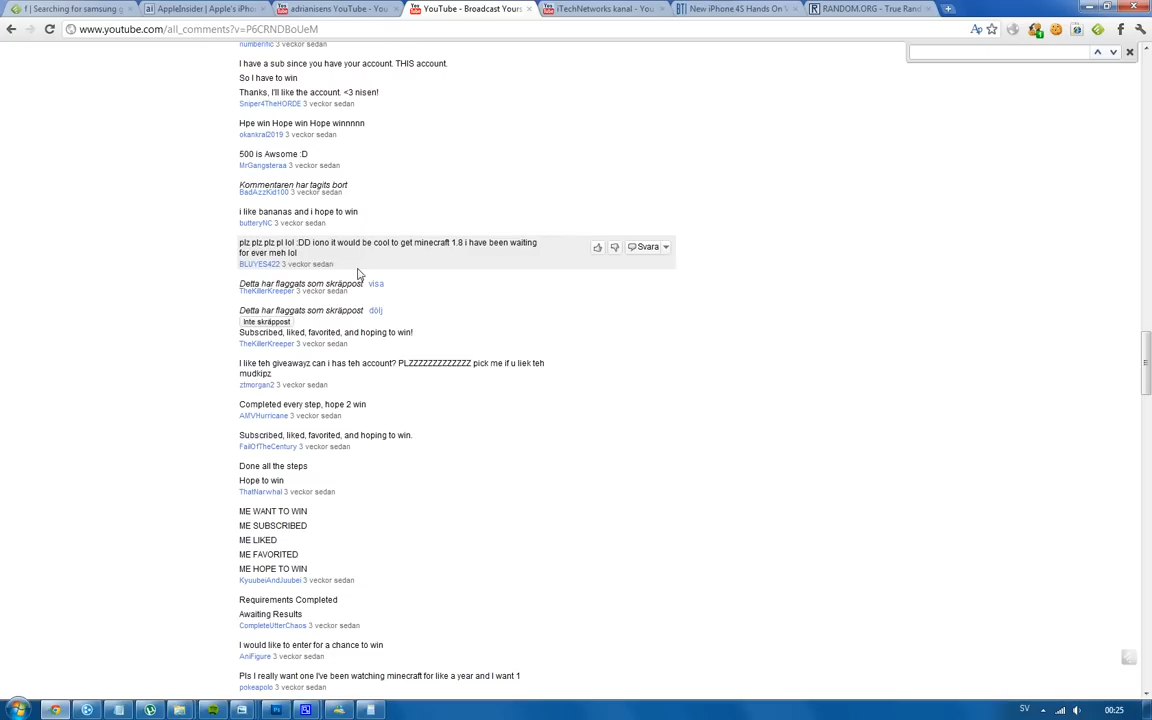 f | Searching for samsung g
AppleInsider | Apple's iPho
adrianisens YouTube - You
YouTube - Broadcast Yours
iTechNetworks kanal - You
New iPhone 4S Hands On V
RANDOM.ORG - True Rand
www.youtube.com/all_comments?v=P6CRNDBoUeM
numbernc
I have a sub since you have your account. THIS account.
So I have to win
Thanks, I'll like the account. <3 nisen!
Sniper4TheHORDE 3 veckor sedan
Hpe win Hope win Hope winnnnn
okankral2019 3 veckor sedan
500 is Awsome :D
MrGangsteraa 3 veckor sedan
Kommentaren har tagits bort
BadAzzKid100 3 veckor sedan
i like bananas and i hope to win
butteryNC 3 veckor sedan
plz plz plz pl lol :DD iono it would be cool to get minecraft 1.8 i have been waiting
for ever meh lol
BLUYES422 3 veckor sedan
Svara
Detta har flaggats som skräppost visa
TheKillerKreeper 3 veckor sedan
Detta har flaggats som skräppost dölj
Inte skräppost
Subscribed, liked, favorited, and hoping to win!
TheKillerKreeper 3 veckor sedan
I like teh giveawayz can i has teh account? PLZZZZZZZZZZZZ pick me if u liek teh
mudkipz
ztmorgan2 3 veckor sedan
Completed every step, hope 2 win
AMVHurricane 3 veckor sedan
Subscribed, liked, favorited, and hoping to win.
FailOfTheCentury 3 veckor sedan
Done all the steps
Hope to win
ThatNarwhal 3 veckor sedan
ME WANT TO WIN
ME SUBSCRIBED
ME LIKED
ME FAVORITED
ME HOPE TO WIN
KyuubeiAndJuubei 3 veckor sedan
Requirements Completed
Awaiting Results
CompleteUtterChaos 3 veckor sedan
I would like to enter for a chance to win
AniFigure 3 veckor sedan
Pls I really want one I've been watching minecraft for like a year and I want 1
pokeapolo 3 veckor sedan
SV
00:25